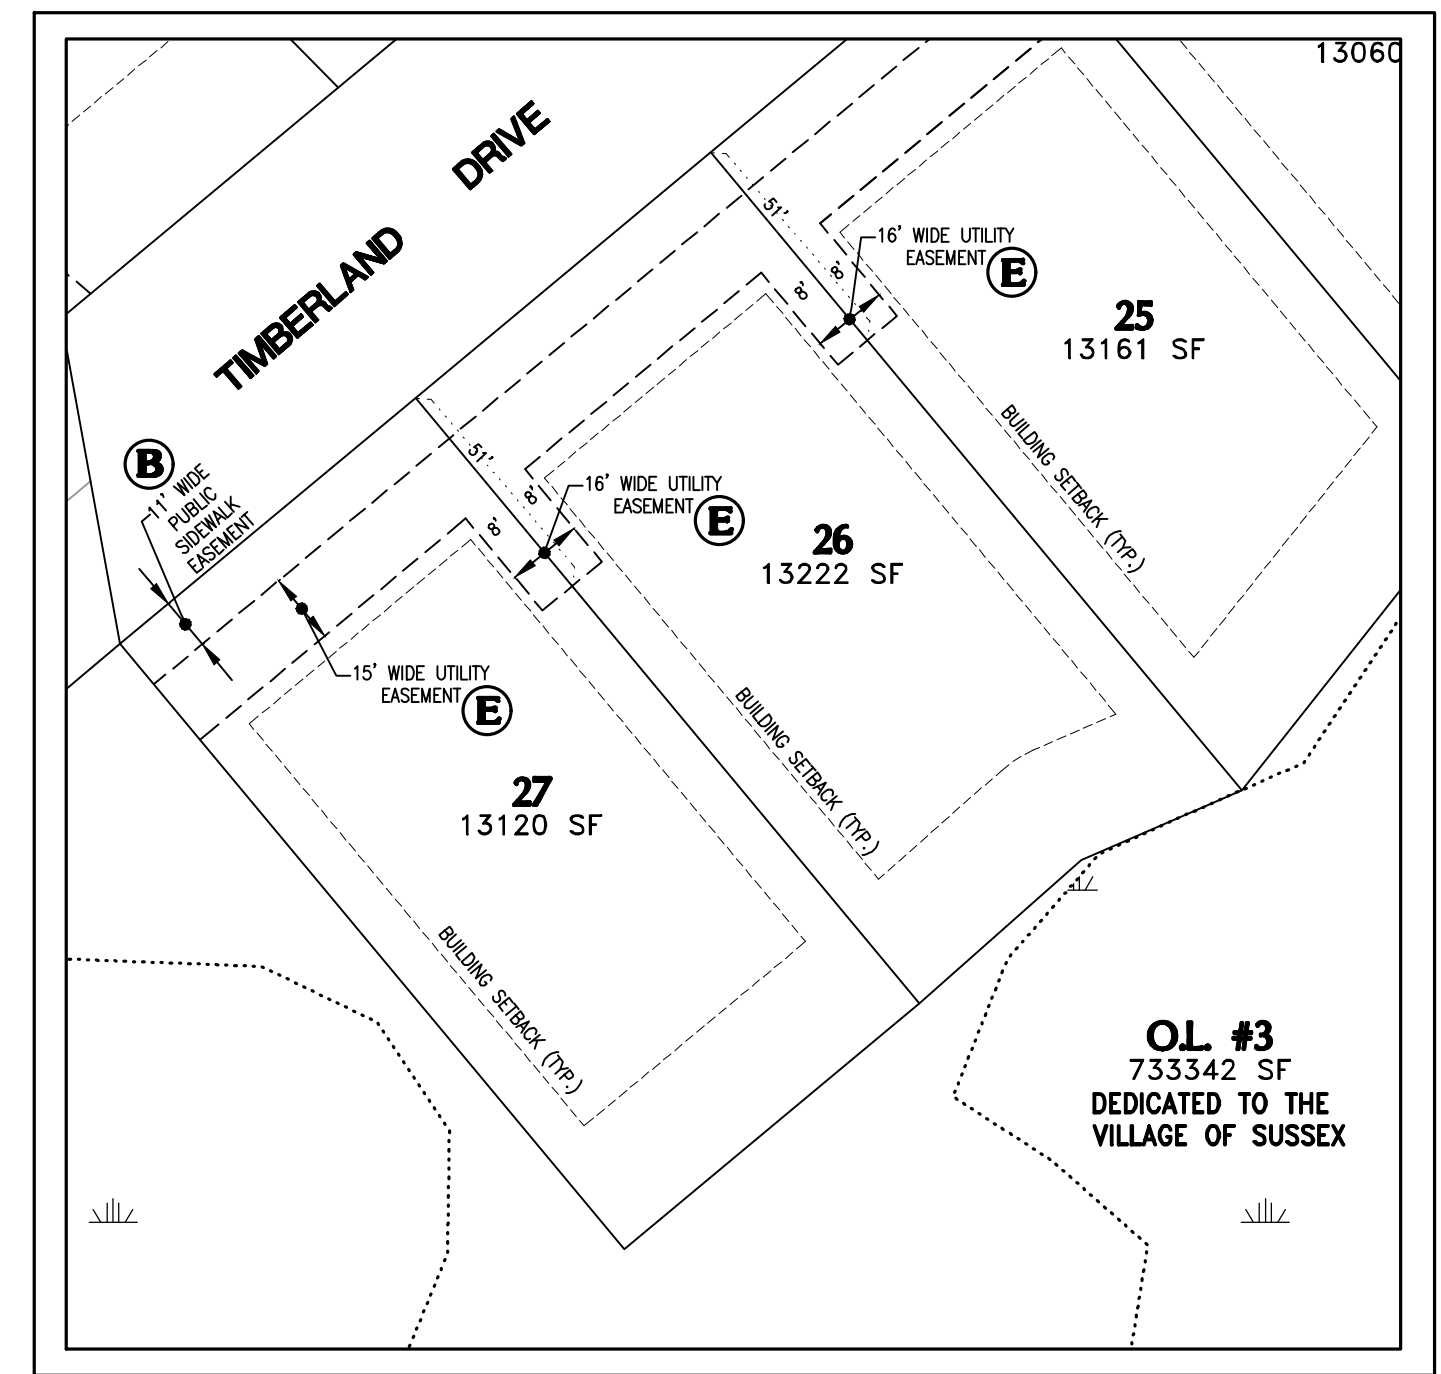 13060
TIMBERLAND DRIVE
51'
8'
8'
16' WIDE UTILITY
EASEMENT
E
25
13161 SF
BUILDING SETBACK (TYP.)
B
11' WIDE
PUBLIC
SIDEWALK
EASEMENT
51'
8'
8'
16' WIDE UTILITY
EASEMENT
E
26
13222 SF
BUILDING SETBACK (TYP.)
15' WIDE UTILITY
EASEMENT
E
27
13120 SF
BUILDING SETBACK (TYP.)
O.L. #3
733342 SF
DEDICATED TO THE
VILLAGE OF SUSSEX